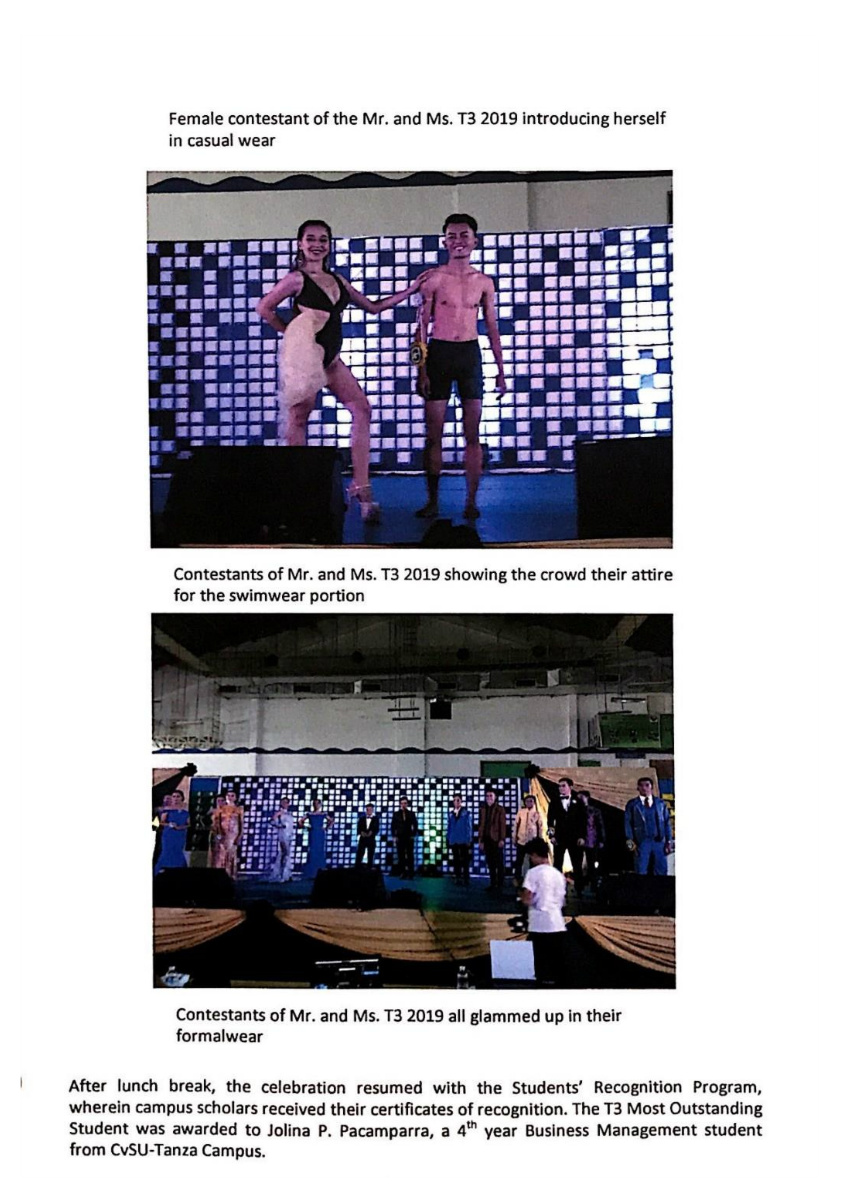 Female contestant of the Mr. and Ms. T3 2019 introducing herself
in casual wear
Contestants of Mr. and Ms. T3 2019 showing the crowd their attire
for the swimwear portion
Contestants of Mr. and Ms. T3 2019 all glammed up in their
formalwear
After lunch break, the celebration resumed with the Students’ Recognition Program,
wherein campus scholars received their certificates of recognition. The T3 Most Outstanding
Student was awarded to Jolina P. Pacamparra, a 4th year Business Management student
from CvSU-Tanza Campus.